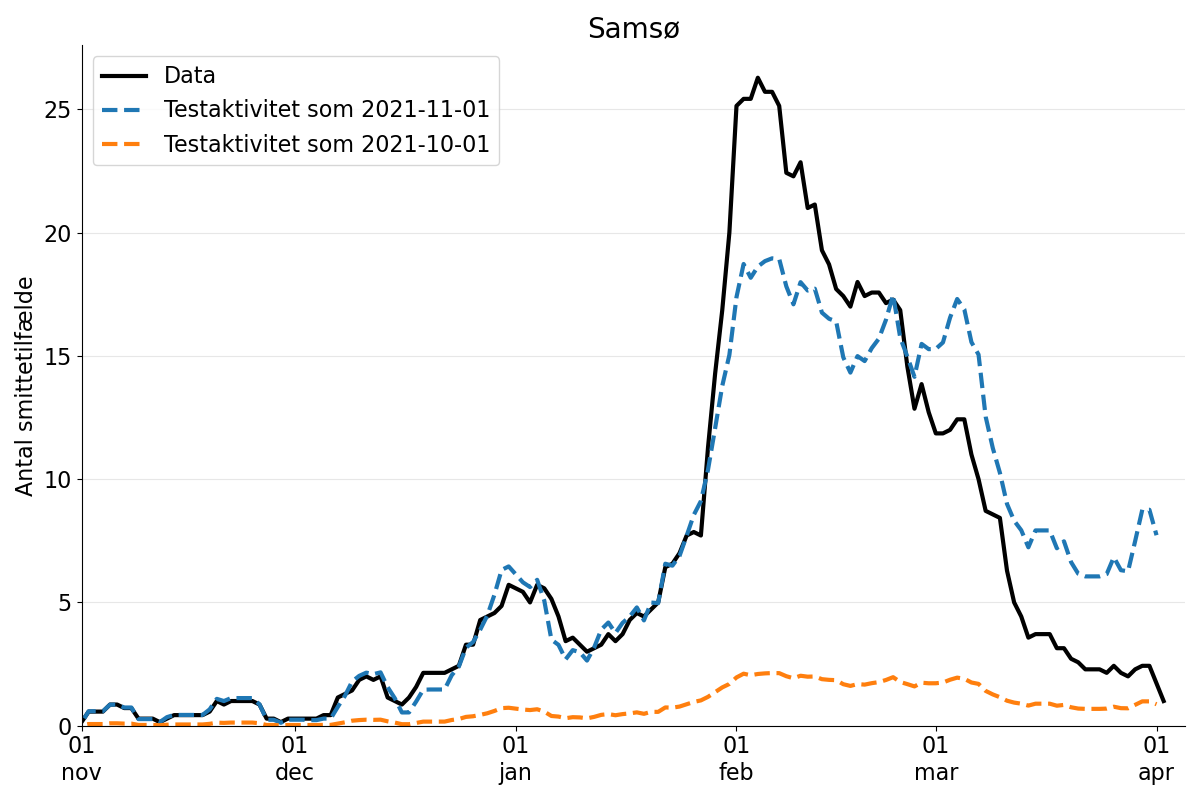 Samsø
Data
Testaktivitet som 2021-11-01
Testaktivitet som 2021-10-01
Antal smittetilfælde
25
20
15
10
5
0
01 01 01 01 01 01
nov dec jan feb mar apr